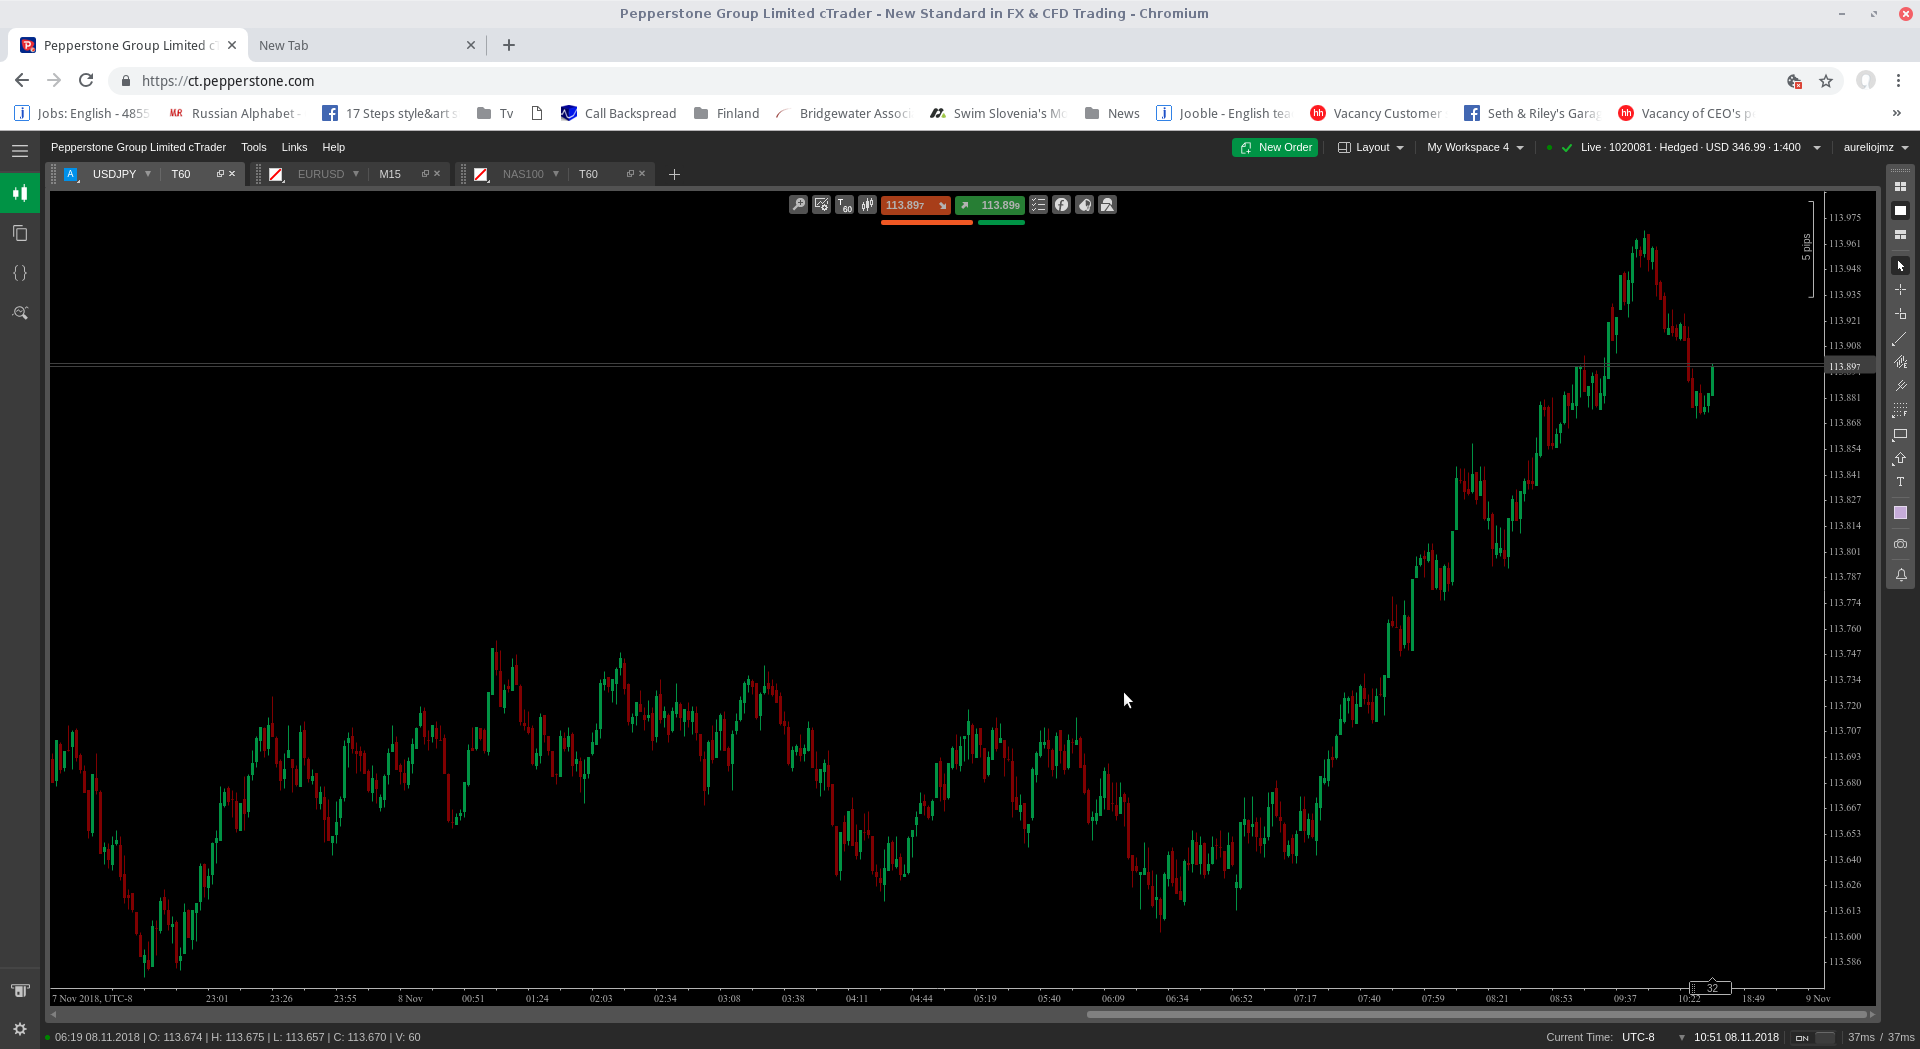 Pepperstone Group Limited cTrader - New Standard in FX & CFD Trading - Chromium
Pepperstone Group Limited cT
New Tab
https://ct.pepperstone.com
Jobs: English - 4855
Russian Alphabet -
17 Steps style&art s
Tv
Call Backspread
Finland
Bridgewater Assoc
Swim Slovenia's Mo
News
Jooble - English tea
Vacancy Customer
Seth & Riley's Garag
Vacancy of CEO's p
»
Pepperstone Group Limited cTrader Tools Links Help
New Order
Layout
My Workspace 4
Live · 1020081 · Hedged · USD 346.99 · 1:400
aureliojmz
A USDJPY T60
EURUSD M15
NAS100 T60
T 60
113.897
113.899
5 pips
113.975
113.961
113.948
113.935
113.921
113.908
113.897
113.881
113.868
113.854
113.841
113.827
113.814
113.801
113.787
113.774
113.760
113.747
113.734
113.720
113.707
113.693
113.680
113.667
113.653
113.640
113.626
113.613
113.600
113.586
T
32
7 Nov 2018, UTC-8 23:01 23:26 23:55 8 Nov 00:51 01:24 02:03 02:34 03:08 03:38 04:11 04:44 05:19 05:40 06:09 06:34 06:52 07:17 07:40 07:59 08:21 08:53 09:37 10:22 18:49 9 Nov
06:19 08.11.2018 | O: 113.674 | H: 113.675 | L: 113.657 | C: 113.670 | V: 60
Current Time: UTC-8
10:51 08.11.2018
ON
37ms / 37ms